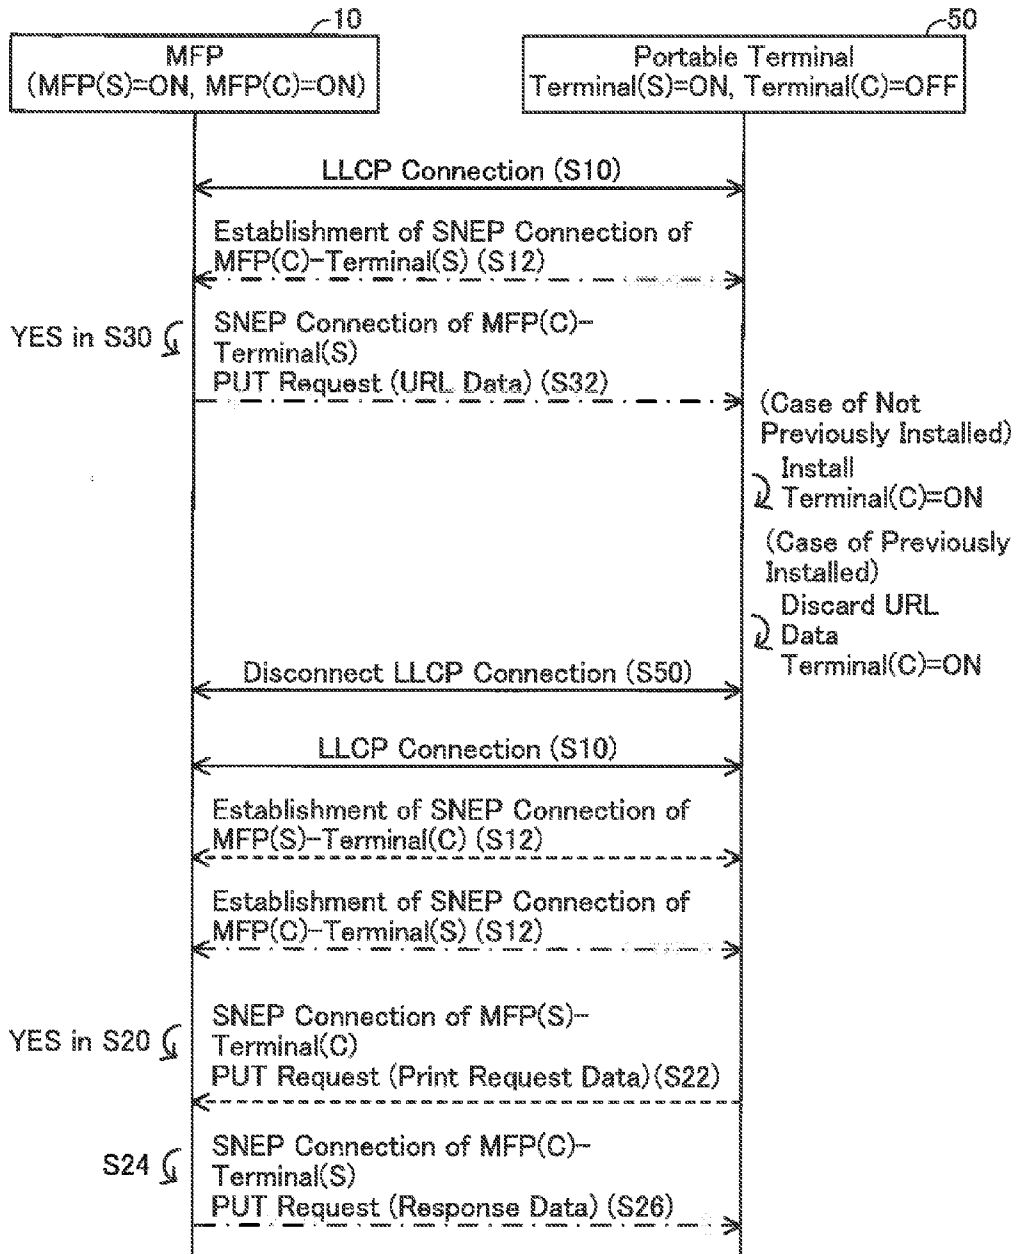 10
50
MFP
(MFP(S)=ON, MFP(C)=ON)
Portable Terminal
Terminal(S)=ON, Terminal(C)=OFF
LLCP Connection (S10)
Establishment of SNEP Connection of
MFP(C)-Terminal(S) (S12)
YES in S30
SNEP Connection of MFP(C)-
Terminal(S)
PUT Request (URL Data) (S32)
(Case of Not
Previously Installed)
Install
Terminal(C)=ON
(Case of Previously
Installed)
Discard URL
Data
Terminal(C)=ON
Disconnect LLCP Connection (S50)
LLCP Connection (S10)
Establishment of SNEP Connection of
MFP(S)-Terminal(C) (S12)
Establishment of SNEP Connection of
MFP(C)-Terminal(S) (S12)
YES in S20
SNEP Connection of MFP(S)-
Terminal(C)
PUT Request (Print Request Data) (S22)
S24
SNEP Connection of MFP(C)-
Terminal(S)
PUT Request (Response Data) (S26)